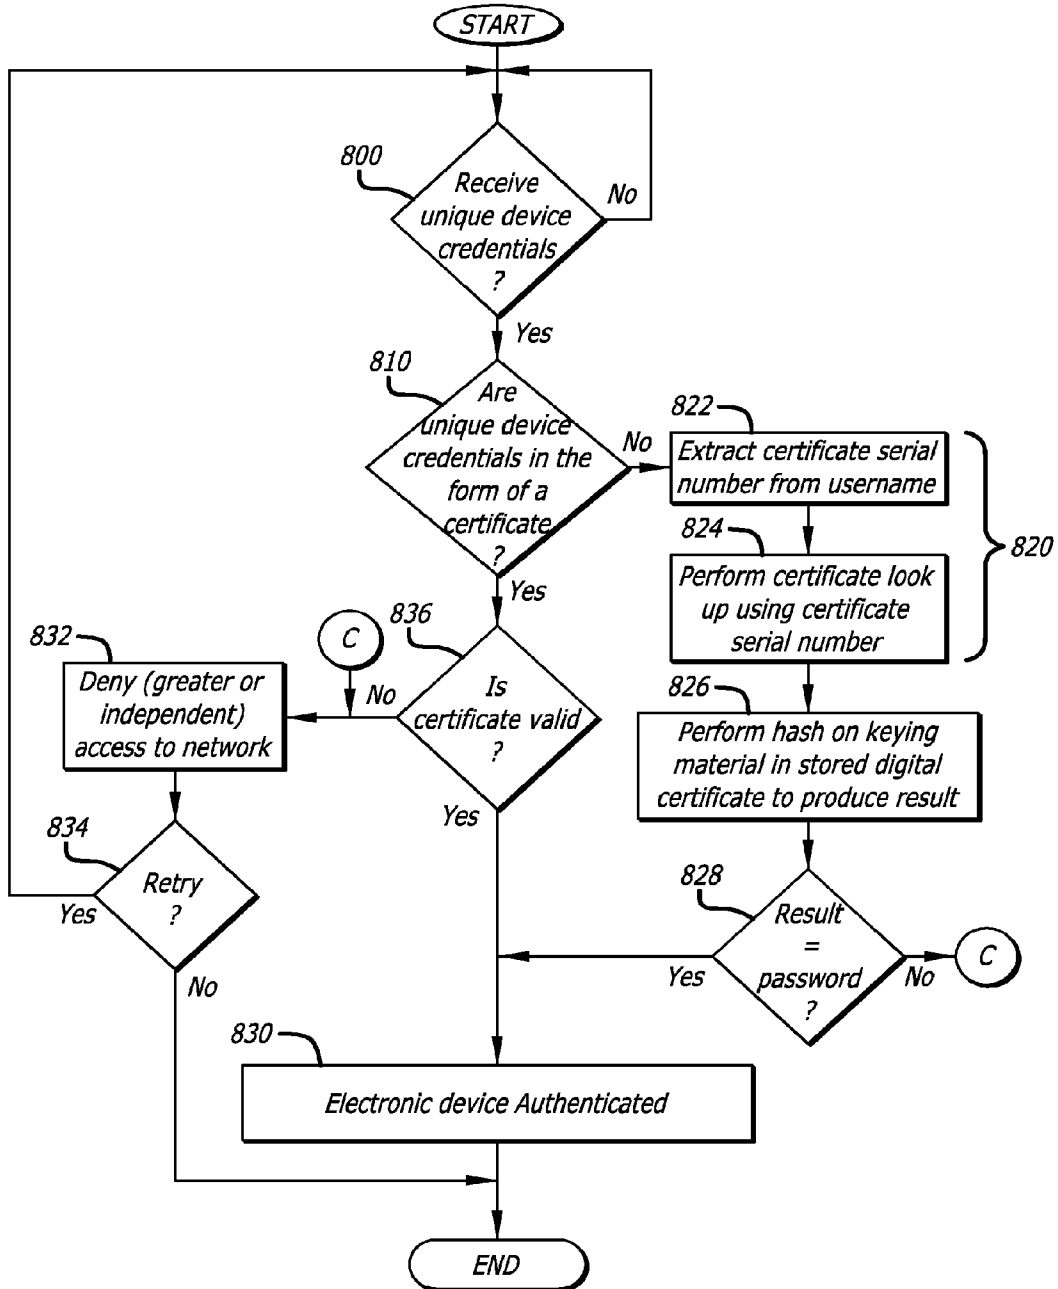 START
800
Receive
unique device
credentials
?
No
Yes
810
Are
unique device
credentials in the
form of a
certificate
?
No
Yes
822
Extract certificate serial
number from username
824
Perform certificate look
up using certificate
serial number
820
826
Perform hash on keying
material in stored digital
certificate to produce result
828
Result
=
password
?
Yes
No
C
836
Is
certificate valid
?
No
Yes
C
832
Deny (greater or
independent)
access to network
834
Retry
?
Yes
No
830
Electronic device Authenticated
END